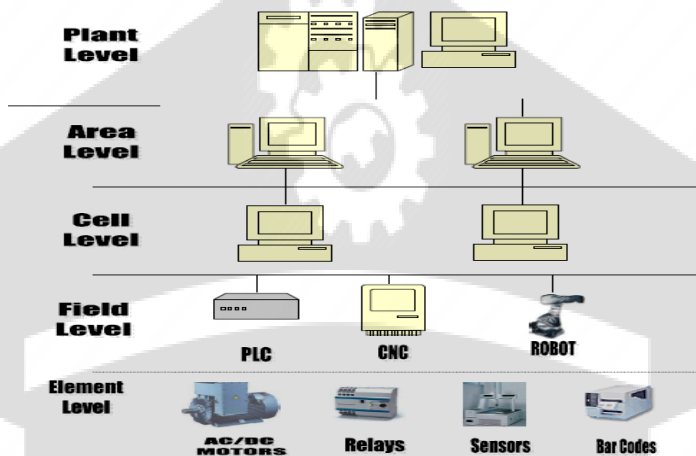 Plant
Level
Area
Level
Cell
Level
Field
Level
PLC
CNC
ROBOT
Element
Level
AC/DC
MOTORS
Relays
Sensors
Bar Codes